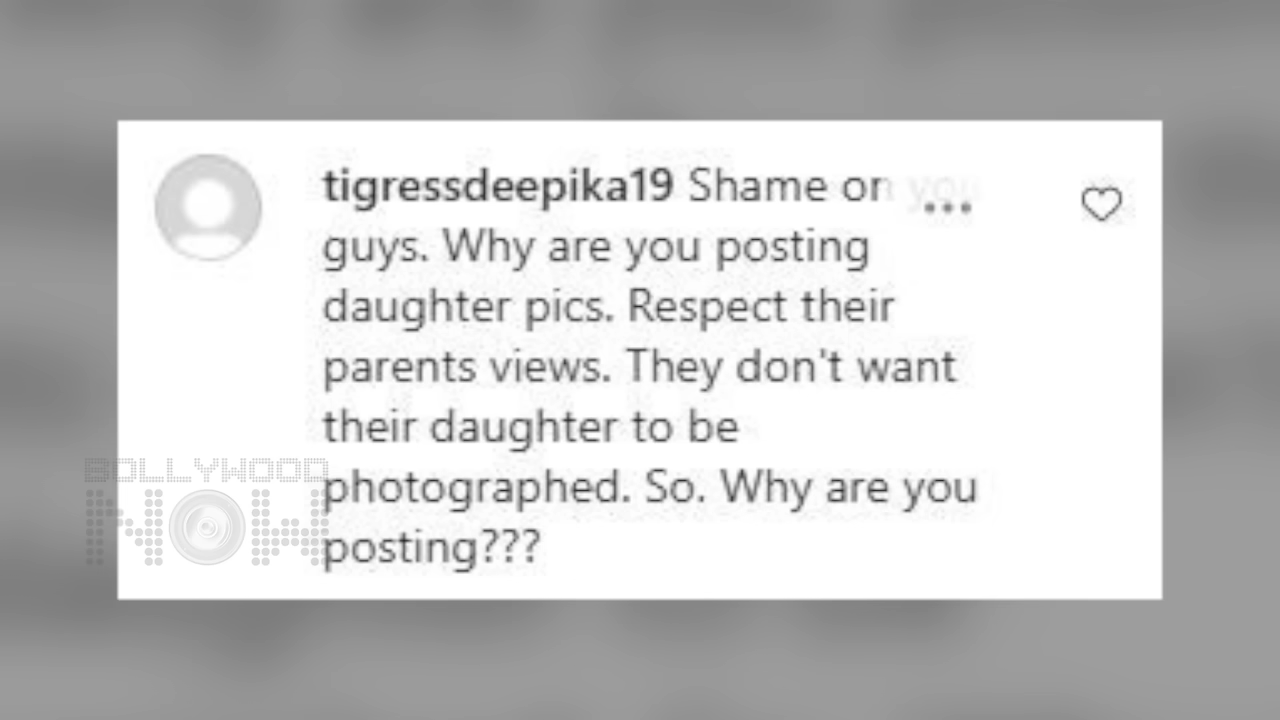 tigressdeepika19 Shame on you
guys. Why are you posting
daughter pics. Respect their
parents views. They don't want
their daughter to be
photographed. So. Why are you
posting???
BOLLYWOOD
NOW